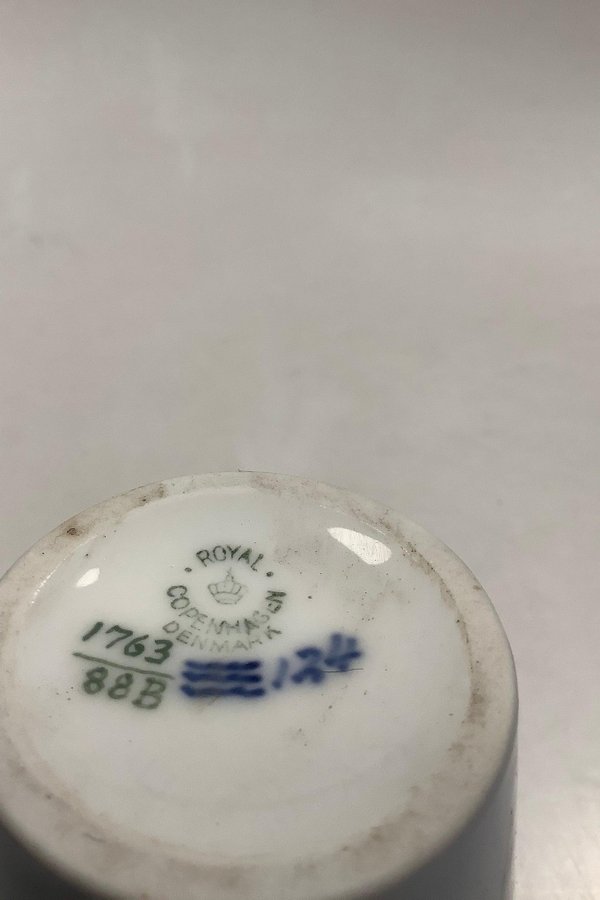 ROYAL
COPENHAGEN
DENMARK
1763
88B
124